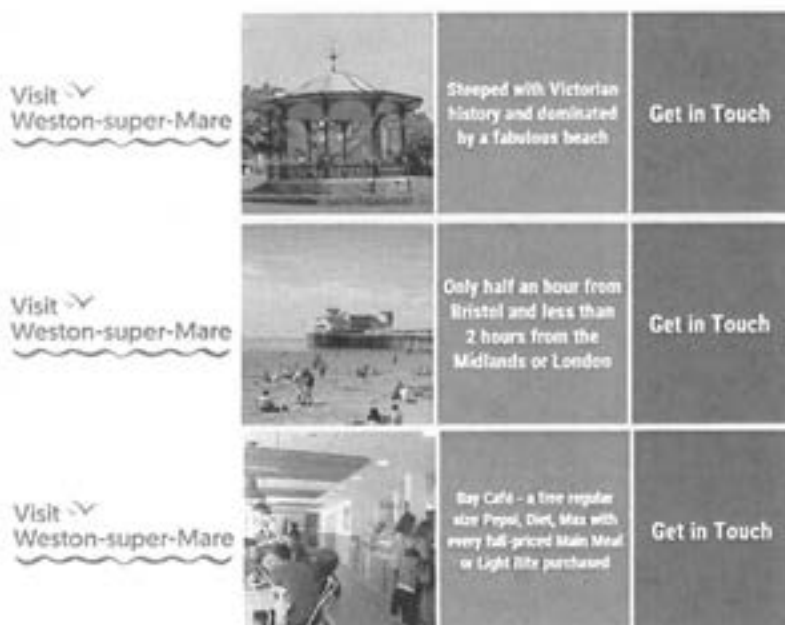 Visit
Weston-super-Mare
Steeped with Victorian
history and dominated
by a fabulous beach
Get in Touch
Visit
Weston-super-Mare
Only half an hour from
Bristol and less than
2 hours from the
Midlands or London
Get in Touch
Visit
Weston-super-Mare
Bay Café - a free regular
size Pepsi, Diet, Max with
every full-priced Main Meal
or Light Bite purchased
Get in Touch